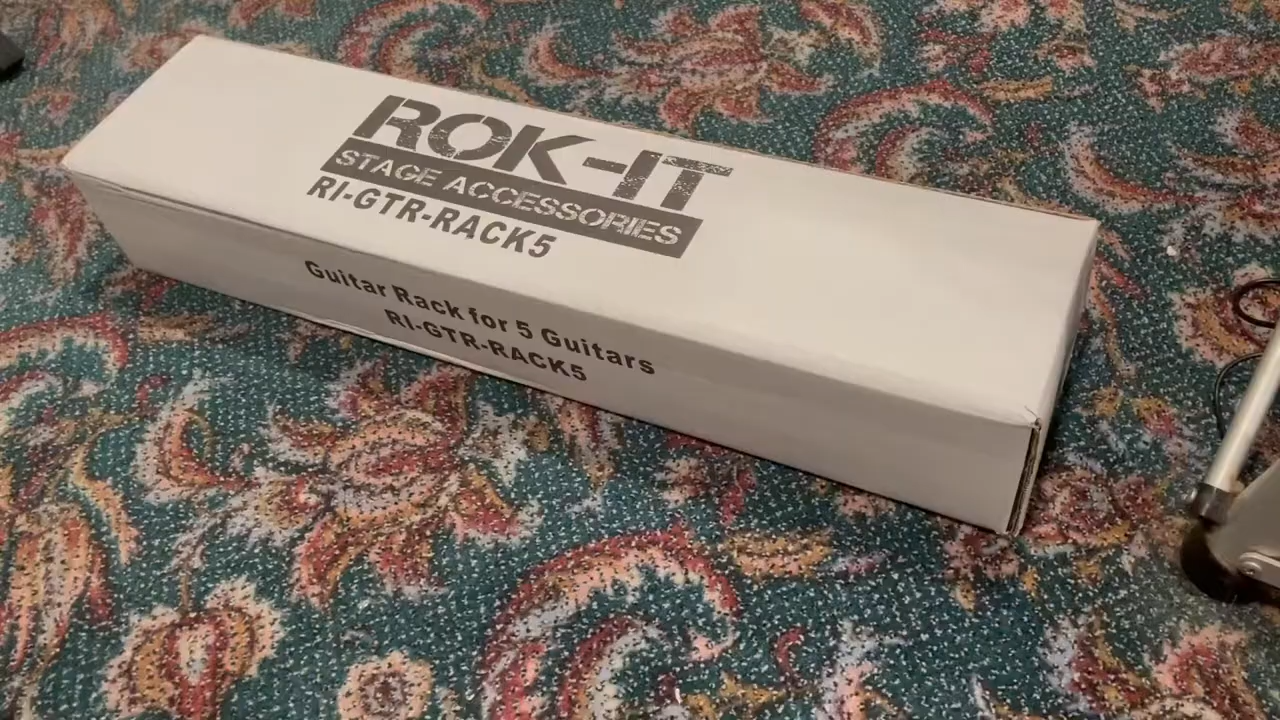 ROK-IT
STAGE ACCESSORIES
RI-GTR-RACK5
Guitar Rack for 5 Guitars
RI-GTR-RACK5